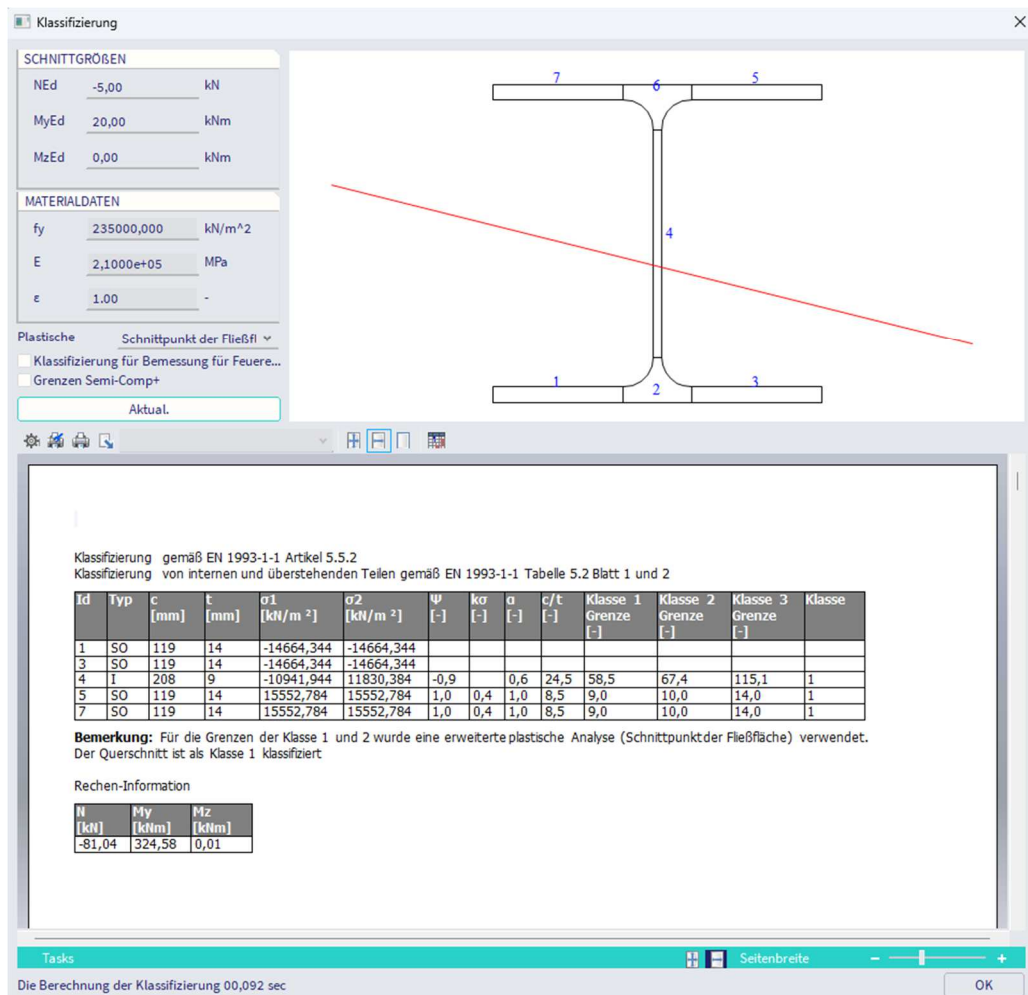 Klassifizierung
SCHNITTGRÖßEN
NEd -5,00 kN
MyEd 20,00 kNm
MzEd 0,00 kNm
MATERIALDATEN
fy 235000,000 kN/m^2
E 2,1000e+05 MPa
ε 1.00 -
Plastische Schnittpunkt der Fließfl
Klassifizierung für Bemessung für Feuere...
Grenzen Semi-Comp+
Aktual.
7 6 5
4
1 2 3
Klassifizierung gemäß EN 1993-1-1 Artikel 5.5.2
Klassifizierung von internen und überstehenden Teilen gemäß EN 1993-1-1 Tabelle 5.2 Blatt 1 und 2
Id Typ c t σ1 σ2 Ψ kσ α c/t Klasse 1 Klasse 2 Klasse 3 Klasse
[mm] [mm] [kN/m ²] [kN/m ²] [-] [-] [-] [-] Grenze Grenze Grenze
[-] [-] [-]
1 SO 119 14 -14664,344 -14664,344
3 SO 119 14 -14664,344 -14664,344
4 I 208 9 -10941,944 11830,384 -0,9 0,6 24,5 58,5 67,4 115,1 1
5 SO 119 14 15552,784 15552,784 1,0 0,4 1,0 8,5 9,0 10,0 14,0 1
7 SO 119 14 15552,784 15552,784 1,0 0,4 1,0 8,5 9,0 10,0 14,0 1
Bemerkung: Für die Grenzen der Klasse 1 und 2 wurde eine erweiterte plastische Analyse (Schnittpunkt der Fließfläche) verwendet.
Der Querschnitt ist als Klasse 1 klassifiziert
Rechen-Information
N My Mz
[kN] [kNm] [kNm]
-81,04 324,58 0,01
Tasks Seitenbreite
Die Berechnung der Klassifizierung 00,092 sec OK